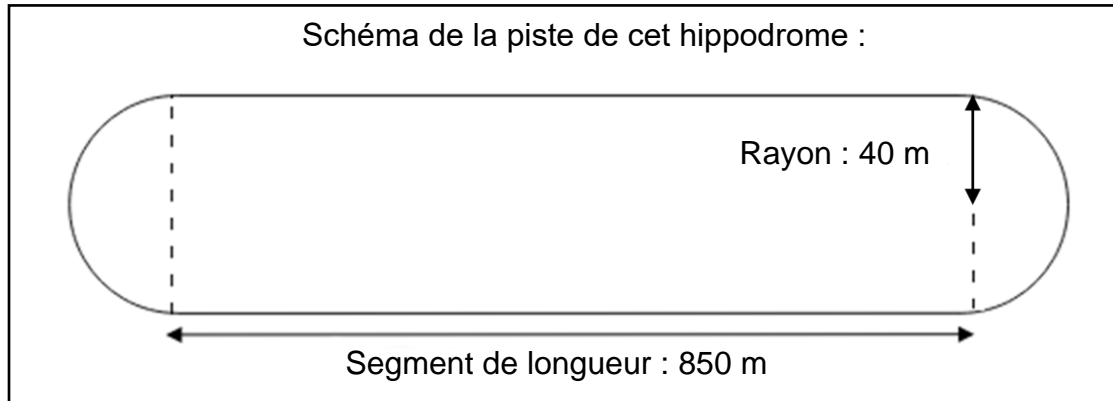 Schéma de la piste de cet hippodrome :
Rayon : 40 m
Segment de longueur : 850 m